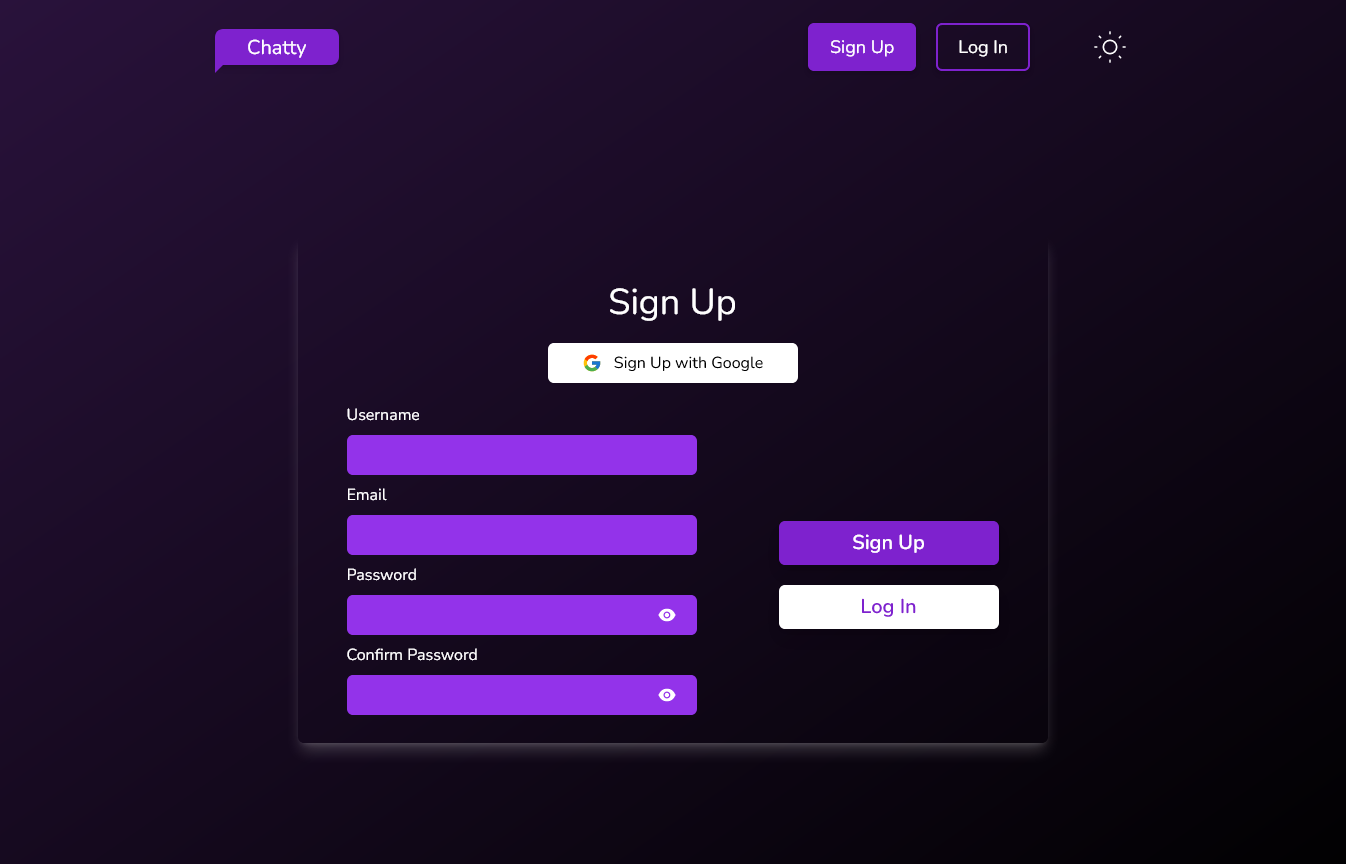 Chatty
Sign Up
Log In
Sign Up
Sign Up with Google
Username
Email
Password
Confirm Password
Sign Up
Log In